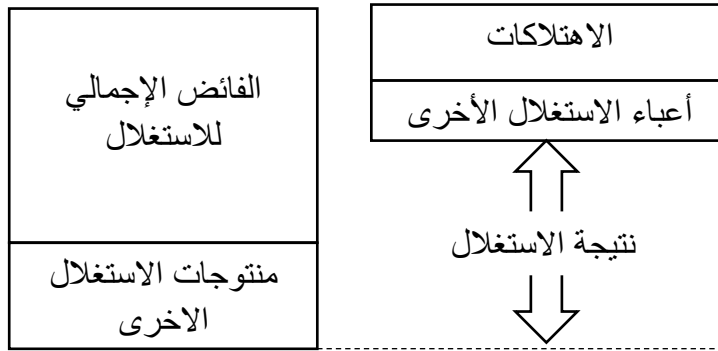 الاهتلاكات
أعباء الاستغلال الأخرى
نتيجة الاستغلال
الفائض الإجمالي
للاستغلال
منتوجات الاستغلال
الاخرى